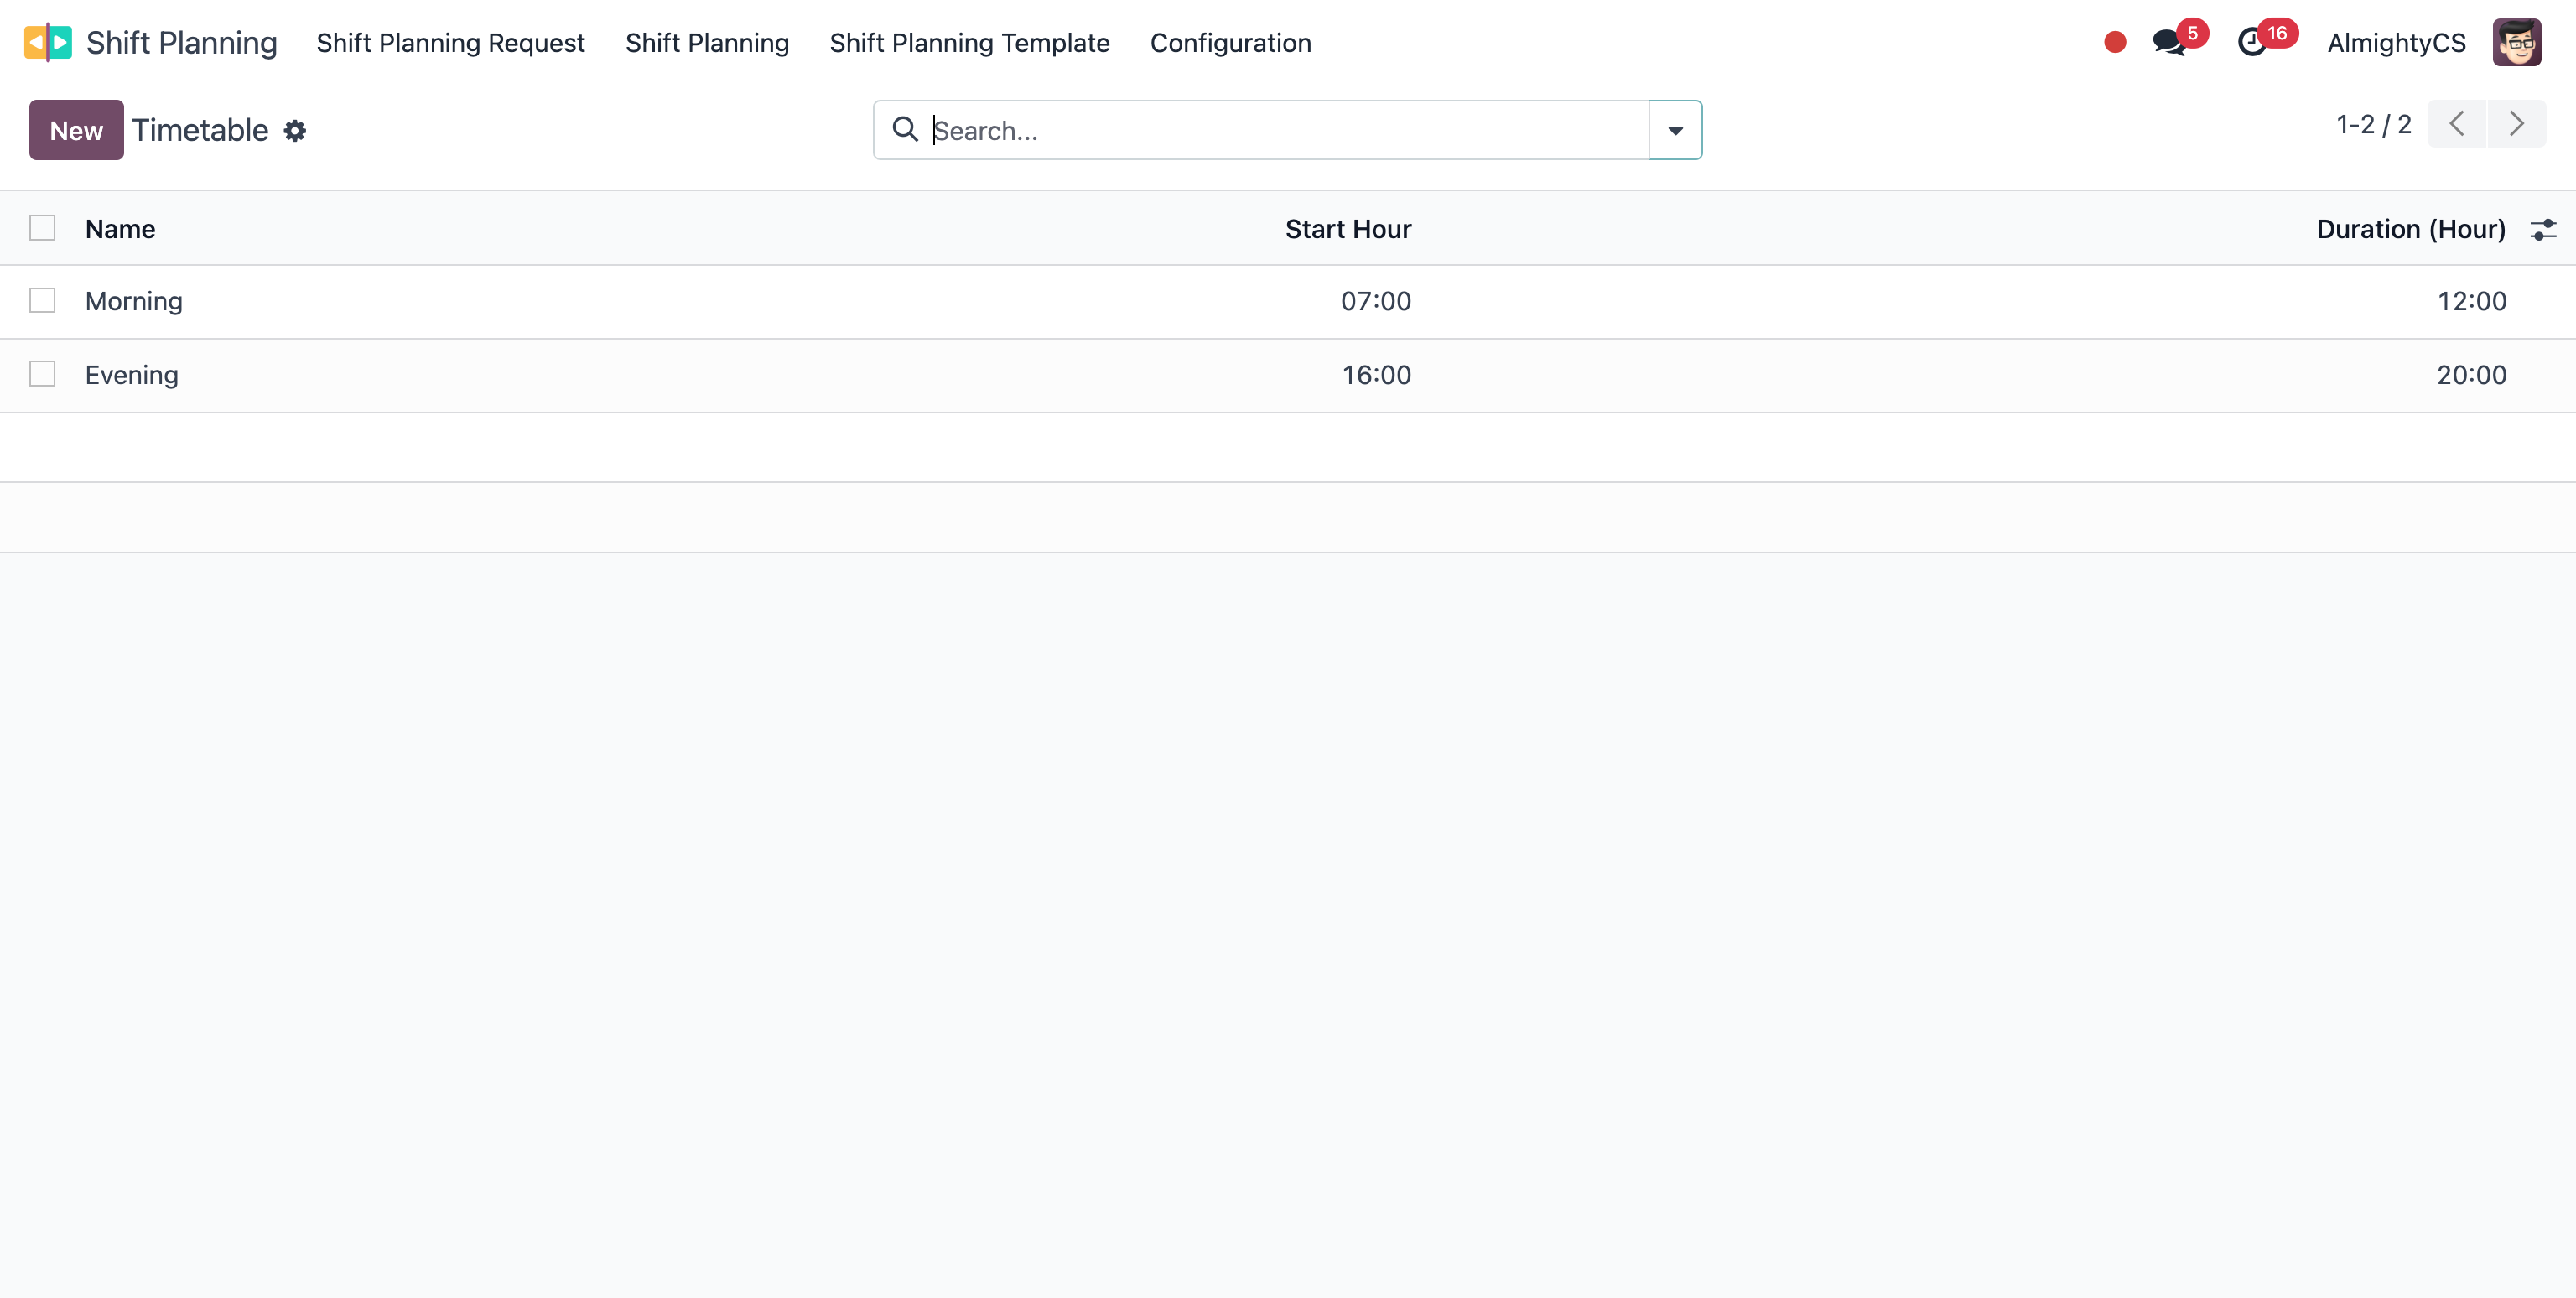 Shift Planning Shift Planning Request Shift Planning Shift Planning Template Configuration 5 16 AlmightyCS
New Timetable Search... 1-2 / 2
Name Start Hour Duration (Hour)
Morning 07:00 12:00
Evening 16:00 20:00